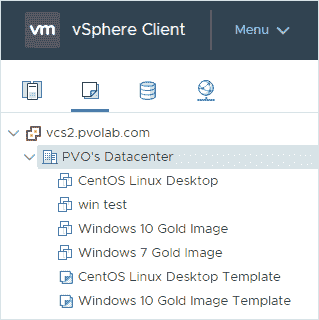 vm vSphere Client Menu
vcs2.pvolab.com
PVO's Datacenter
CentOS Linux Desktop
win test
Windows 10 Gold Image
Windows 7 Gold Image
CentOS Linux Desktop Template
Windows 10 Gold Image Template